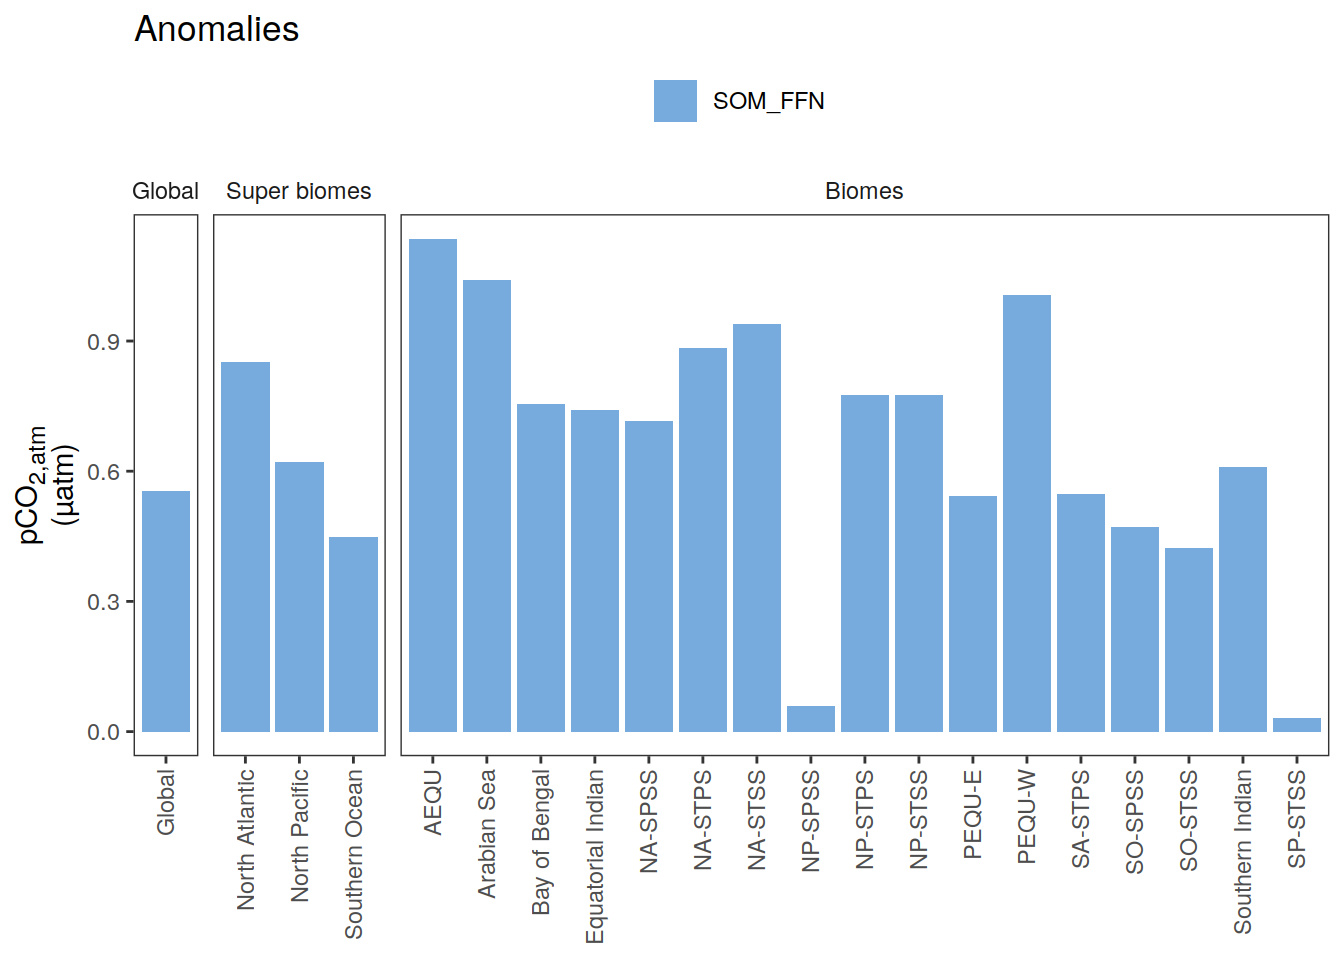 Anomalies
SOM_FFN
Global
Super biomes
Biomes
pCO2,atm
(µatm)
0.9
0.6
0.3
0.0
Global
North Atlantic
North Pacific
Southern Ocean
AEQU
Arabian Sea
Bay of Bengal
Equatorial Indian
NA-SPSS
NA-STPS
NA-STSS
NP-SPSS
NP-STPS
NP-STSS
PEQU-E
PEQU-W
SA-STPS
SO-SPSS
SO-STSS
Southern Indian
SP-STSS